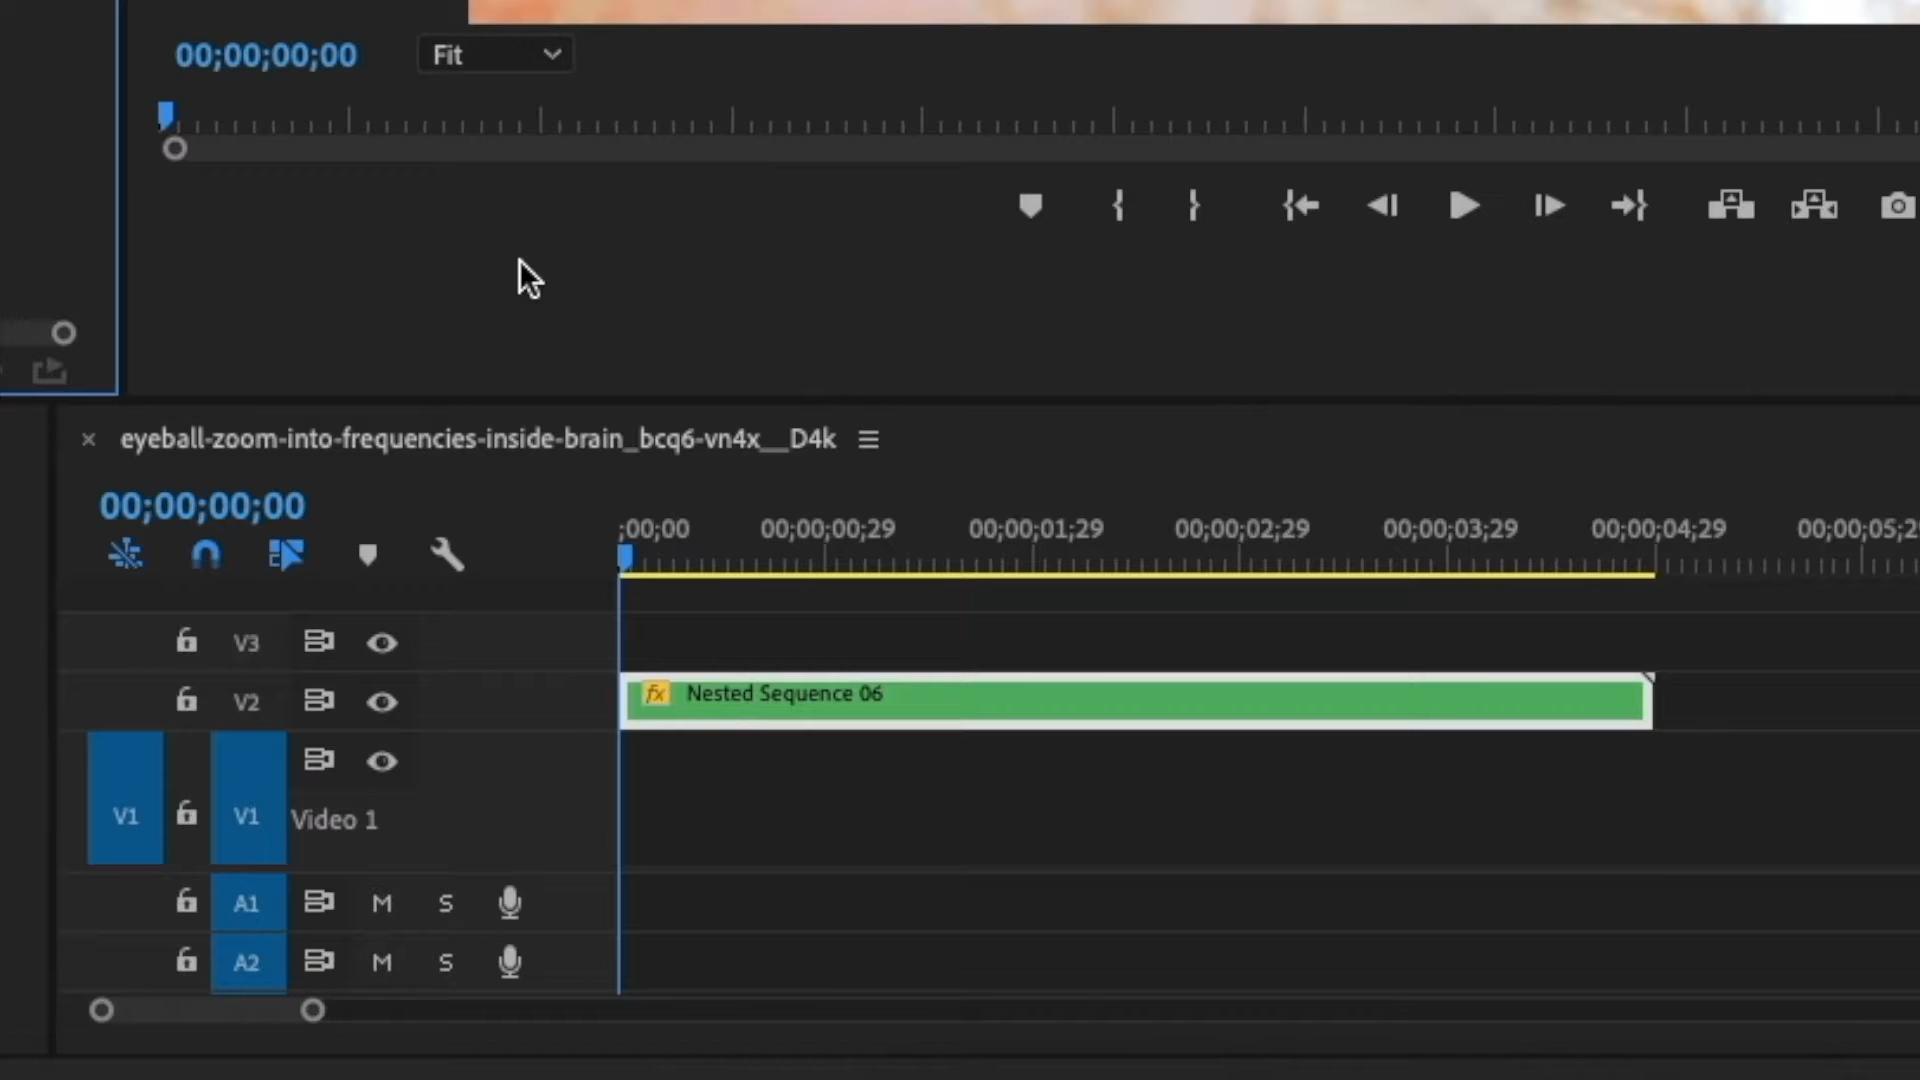 00;00;00;00
Fit
eyeball-zoom-into-frequencies-inside-brain_bcq6-vn4x__D4k
00;00;00;00
;00;00 00;00;00;29 00;00;01;29 00;00;02;29 00;00;03;29 00;00;04;29 00;00;05;29
V3
V2
fx Nested Sequence 06
V1 V1 Video 1
A1 M S
A2 M S